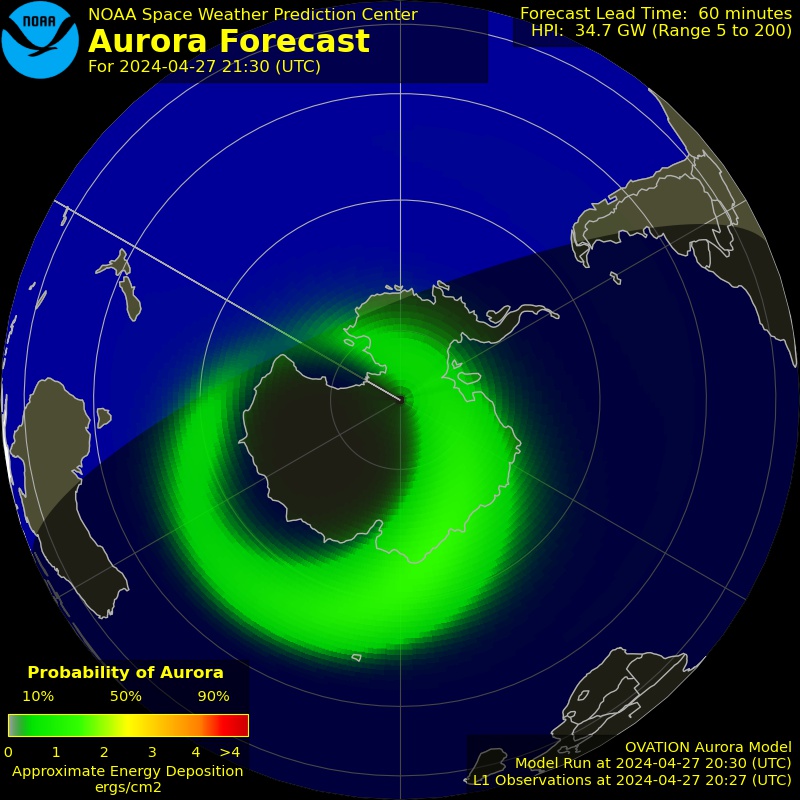 NOAA
NOAA Space Weather Prediction Center
Aurora Forecast
For 2024-04-27 21:30 (UTC)
Forecast Lead Time: 60 minutes
HPI: 34.7 GW (Range 5 to 200)
Probability of Aurora
10% 50% 90%
0 1 2 3 4 >4
Approximate Energy Deposition
ergs/cm2
OVATION Aurora Model
Model Run at 2024-04-27 20:30 (UTC)
L1 Observations at 2024-04-27 20:27 (UTC)